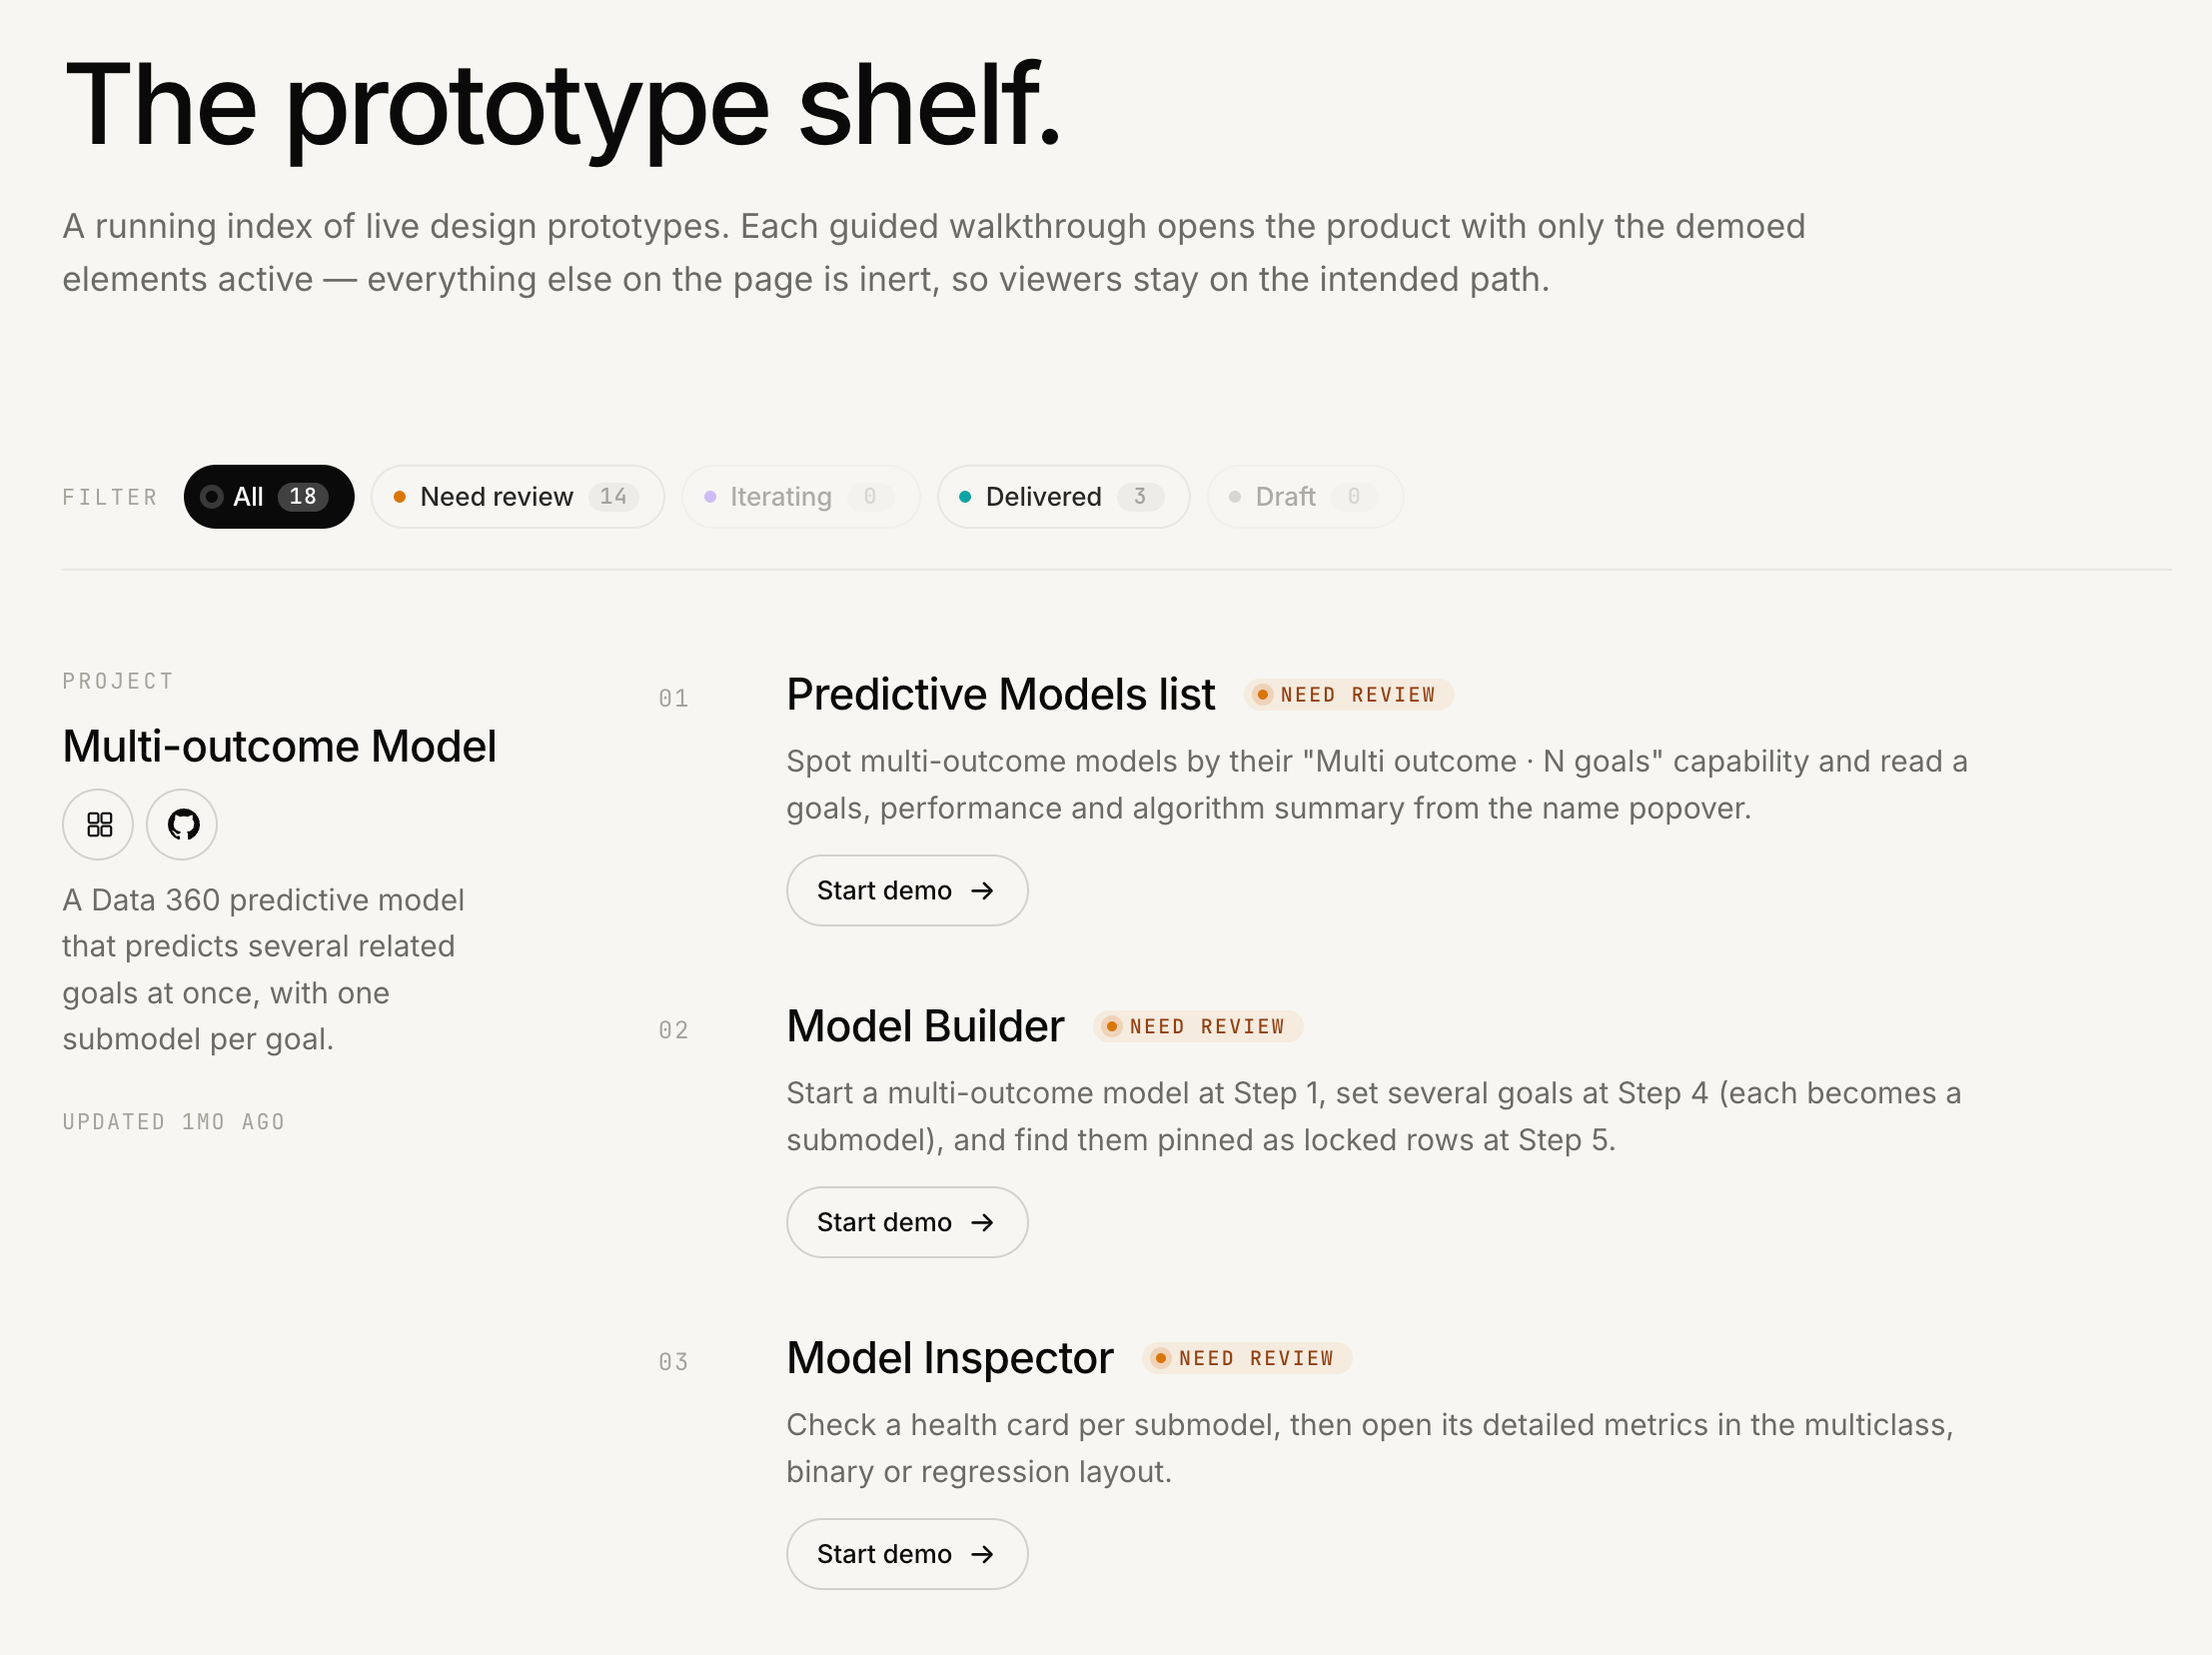 The prototype shelf.
A running index of live design prototypes. Each guided walkthrough opens the product with only the demoed
elements active — everything else on the page is inert, so viewers stay on the intended path.
FILTER All 18 Need review 14 Iterating 0 Delivered 3 Draft 0
PROJECT
Multi-outcome Model
A Data 360 predictive model
that predicts several related
goals at once, with one
submodel per goal.
UPDATED 1MO AGO
01 Predictive Models list NEED REVIEW
Spot multi-outcome models by their "Multi outcome · N goals" capability and read a
goals, performance and algorithm summary from the name popover.
Start demo →
02 Model Builder NEED REVIEW
Start a multi-outcome model at Step 1, set several goals at Step 4 (each becomes a
submodel), and find them pinned as locked rows at Step 5.
Start demo →
03 Model Inspector NEED REVIEW
Check a health card per submodel, then open its detailed metrics in the multiclass,
binary or regression layout.
Start demo →